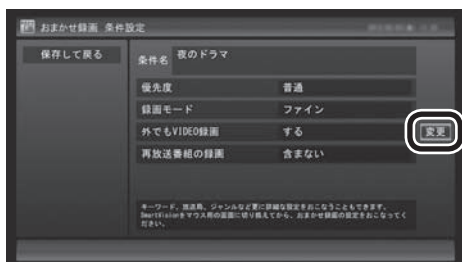 おまかせ録画 条件設定
保存して戻る
条件名 夜のドラマ
優先度 普通
録画モード ファイン
外でもVIDEO録画 する 変更
再放送番組の録画 含まない
キーワード、放送局、ジャンルなど更に詳細な設定をおこなうこともできます。
SmartVisionをマウス用の画面に切り換えてから、おまかせ録画の設定をおこなってく
ださい。